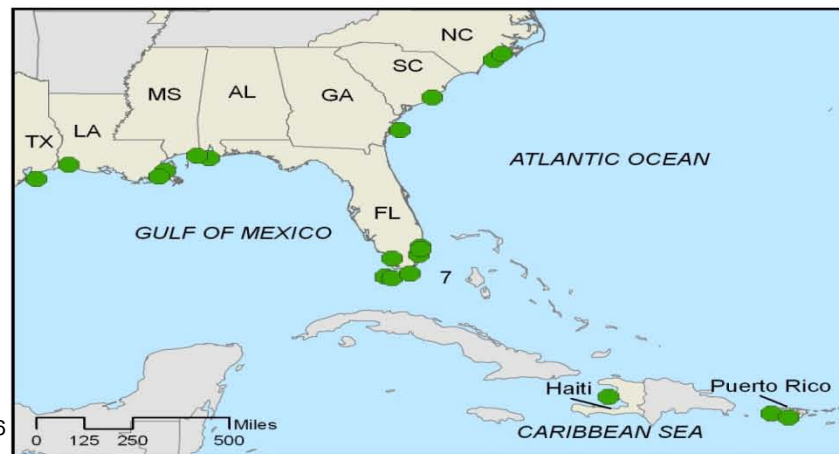 NC
SC
MS
AL
GA
TX
LA
ATLANTIC OCEAN
FL
GULF OF MEXICO
7
Haiti
Puerto Rico
6
Miles
0 125 250 500
CARIBBEAN SEA